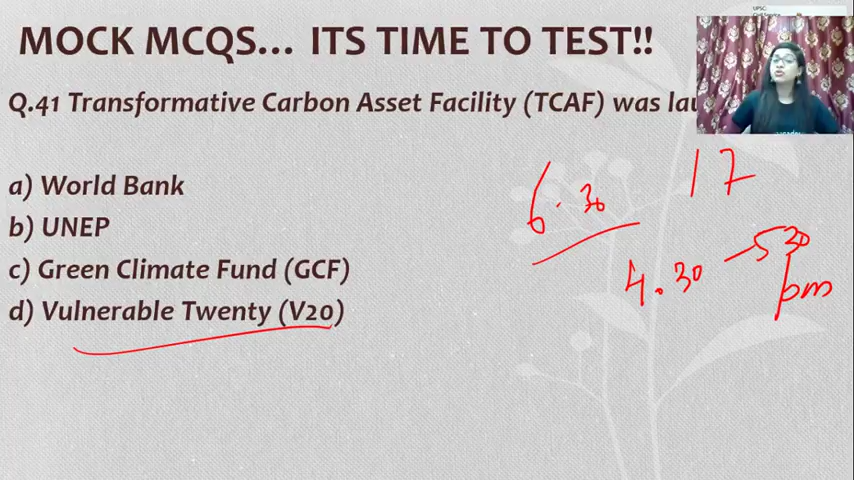 MOCK MCQS... ITS TIME TO TEST!!
Q.41 Transformative Carbon Asset Facility (TCAF) was
a) World Bank
b) UNEP
c) Green Climate Fund (GCF)
d) Vulnerable Twenty (V20)
17
6.30
4.30 – 5 30
pm
UPSC